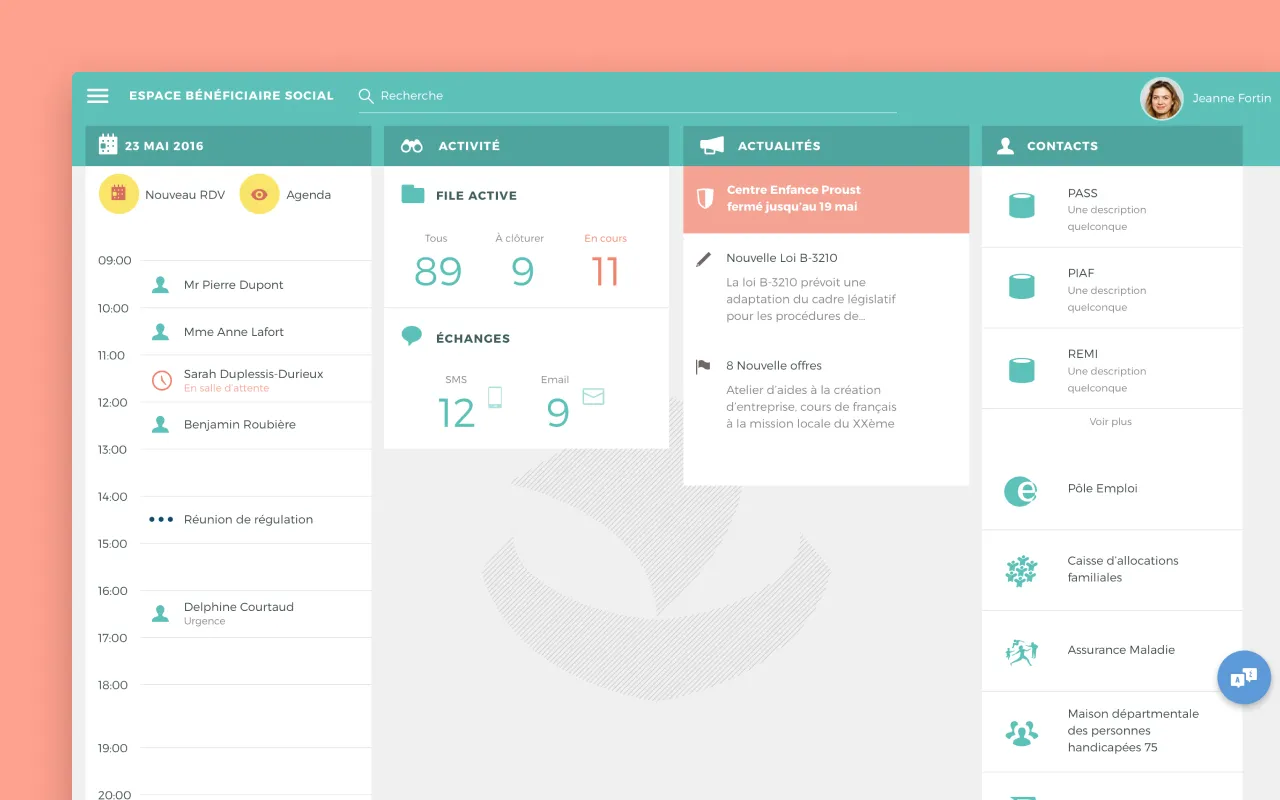 ESPACE BÉNÉFICIAIRE SOCIAL
Recherche
Jeanne Fortin
23 MAI 2016
Nouveau RDV
Agenda
09:00
Mr Pierre Dupont
10:00
Mme Anne Lafort
11:00
Sarah Duplessis-Durieux
En salle d'attente
12:00
Benjamin Roubière
13:00
14:00
Réunion de régulation
15:00
16:00
Delphine Courtaud
Urgence
17:00
18:00
19:00
20:00
ACTIVITÉ
FILE ACTIVE
Tous
À clôturer
En cours
89
9
11
ÉCHANGES
SMS
Email
12
9
ACTUALITÉS
Centre Enfance Proust
fermé jusqu'au 19 mai
Nouvelle Loi B-3210
La loi B-3210 prévoit une
adaptation du cadre législatif
pour les procédures de...
8 Nouvelle offres
Atelier d'aides à la création
d'entreprise, cours de français
à la mission locale du XXème
CONTACTS
PASS
Une description
quelconque
PIAF
Une description
quelconque
REMI
Une description
quelconque
Voir plus
Pôle Emploi
Caisse d'allocations
familiales
Assurance Maladie
Maison départementale
des personnes
handicapées 75